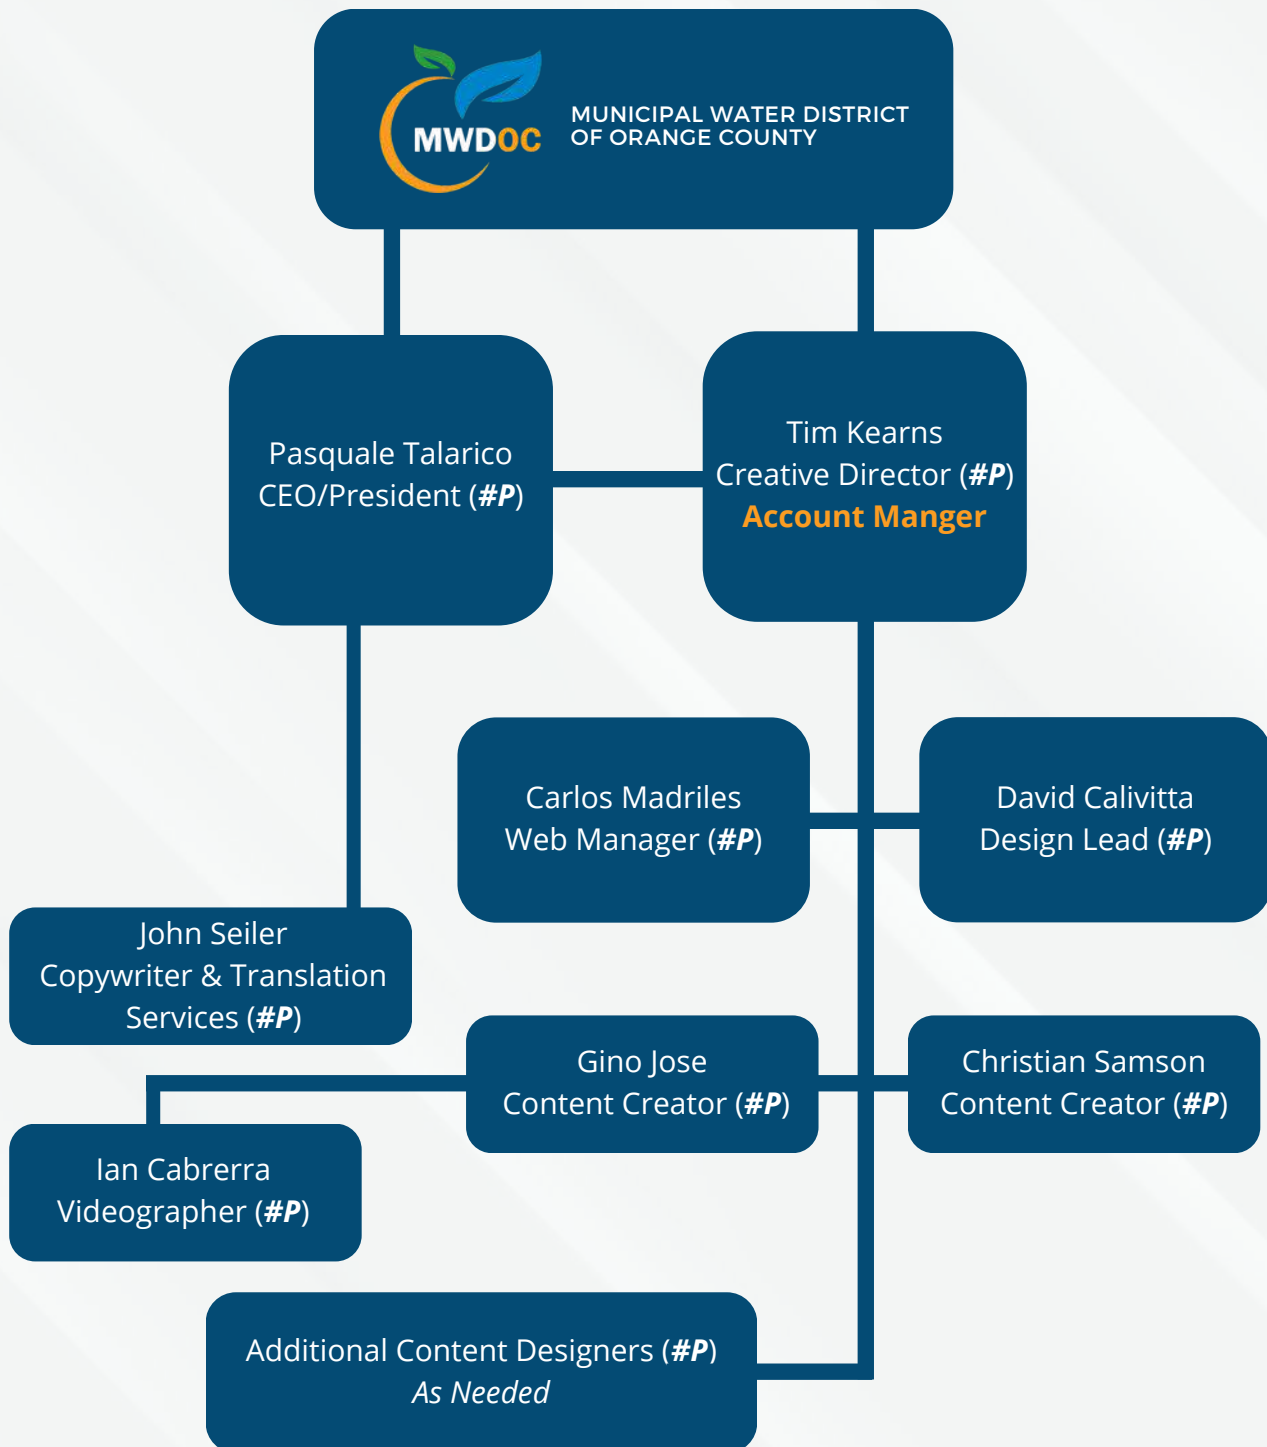 MWDOC
MUNICIPAL WATER DISTRICT
OF ORANGE COUNTY
Pasquale Talarico
CEO/President (#P)
Tim Kearns
Creative Director (#P)
Account Manger
Carlos Madriles
Web Manager (#P)
David Calivitta
Design Lead (#P)
John Seiler
Copywriter & Translation
Services (#P)
Gino Jose
Content Creator (#P)
Christian Samson
Content Creator (#P)
Ian Cabrerra
Videographer (#P)
Additional Content Designers (#P)
As Needed